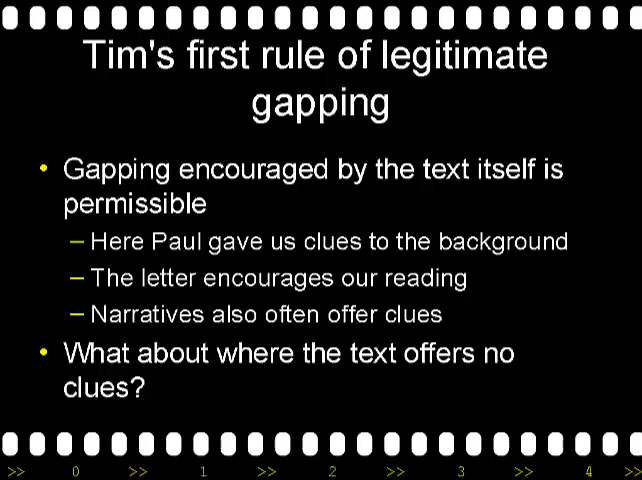 Tim's first rule of legitimate
gapping
• Gapping encouraged by the text itself is
permissible
– Here Paul gave us clues to the background
– The letter encourages our reading
– Narratives also often offer clues
• What about where the text offers no
clues?
>> 0 >> 1 >> 2 >> 3 >> 4 >>